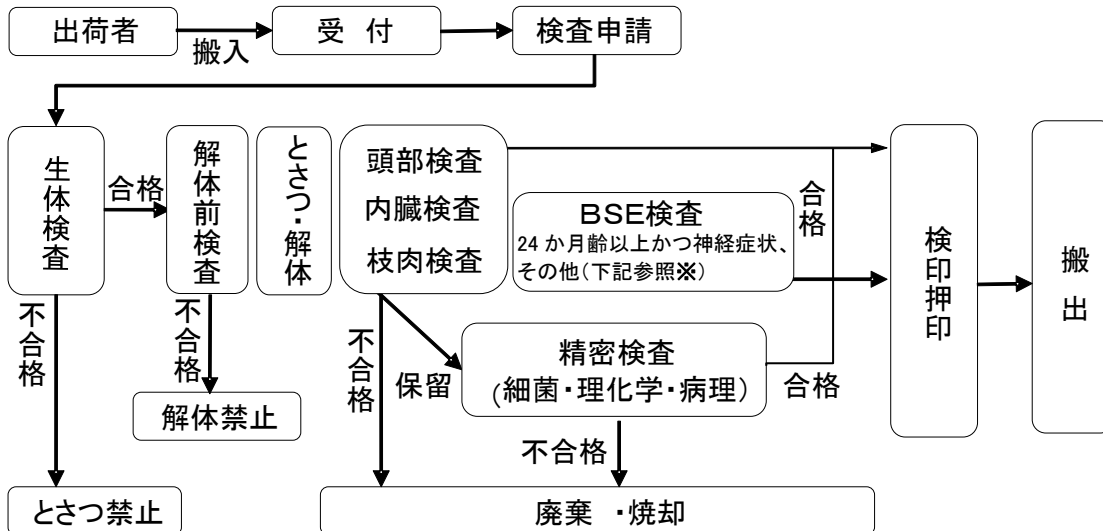 出荷者
搬入
受 付
検査申請
生体検査
合格
解体前検査
とさつ・解体
頭部検査
内臓検査
枝肉検査
BSE検査
24か月齢以上かつ神経症状、
その他(下記参照※)
合格
検印押印
搬出
不合格
不合格
不合格
保留
精密検査
(細菌・理化学・病理)
合格
解体禁止
不合格
とさつ禁止
廃棄 ・焼却